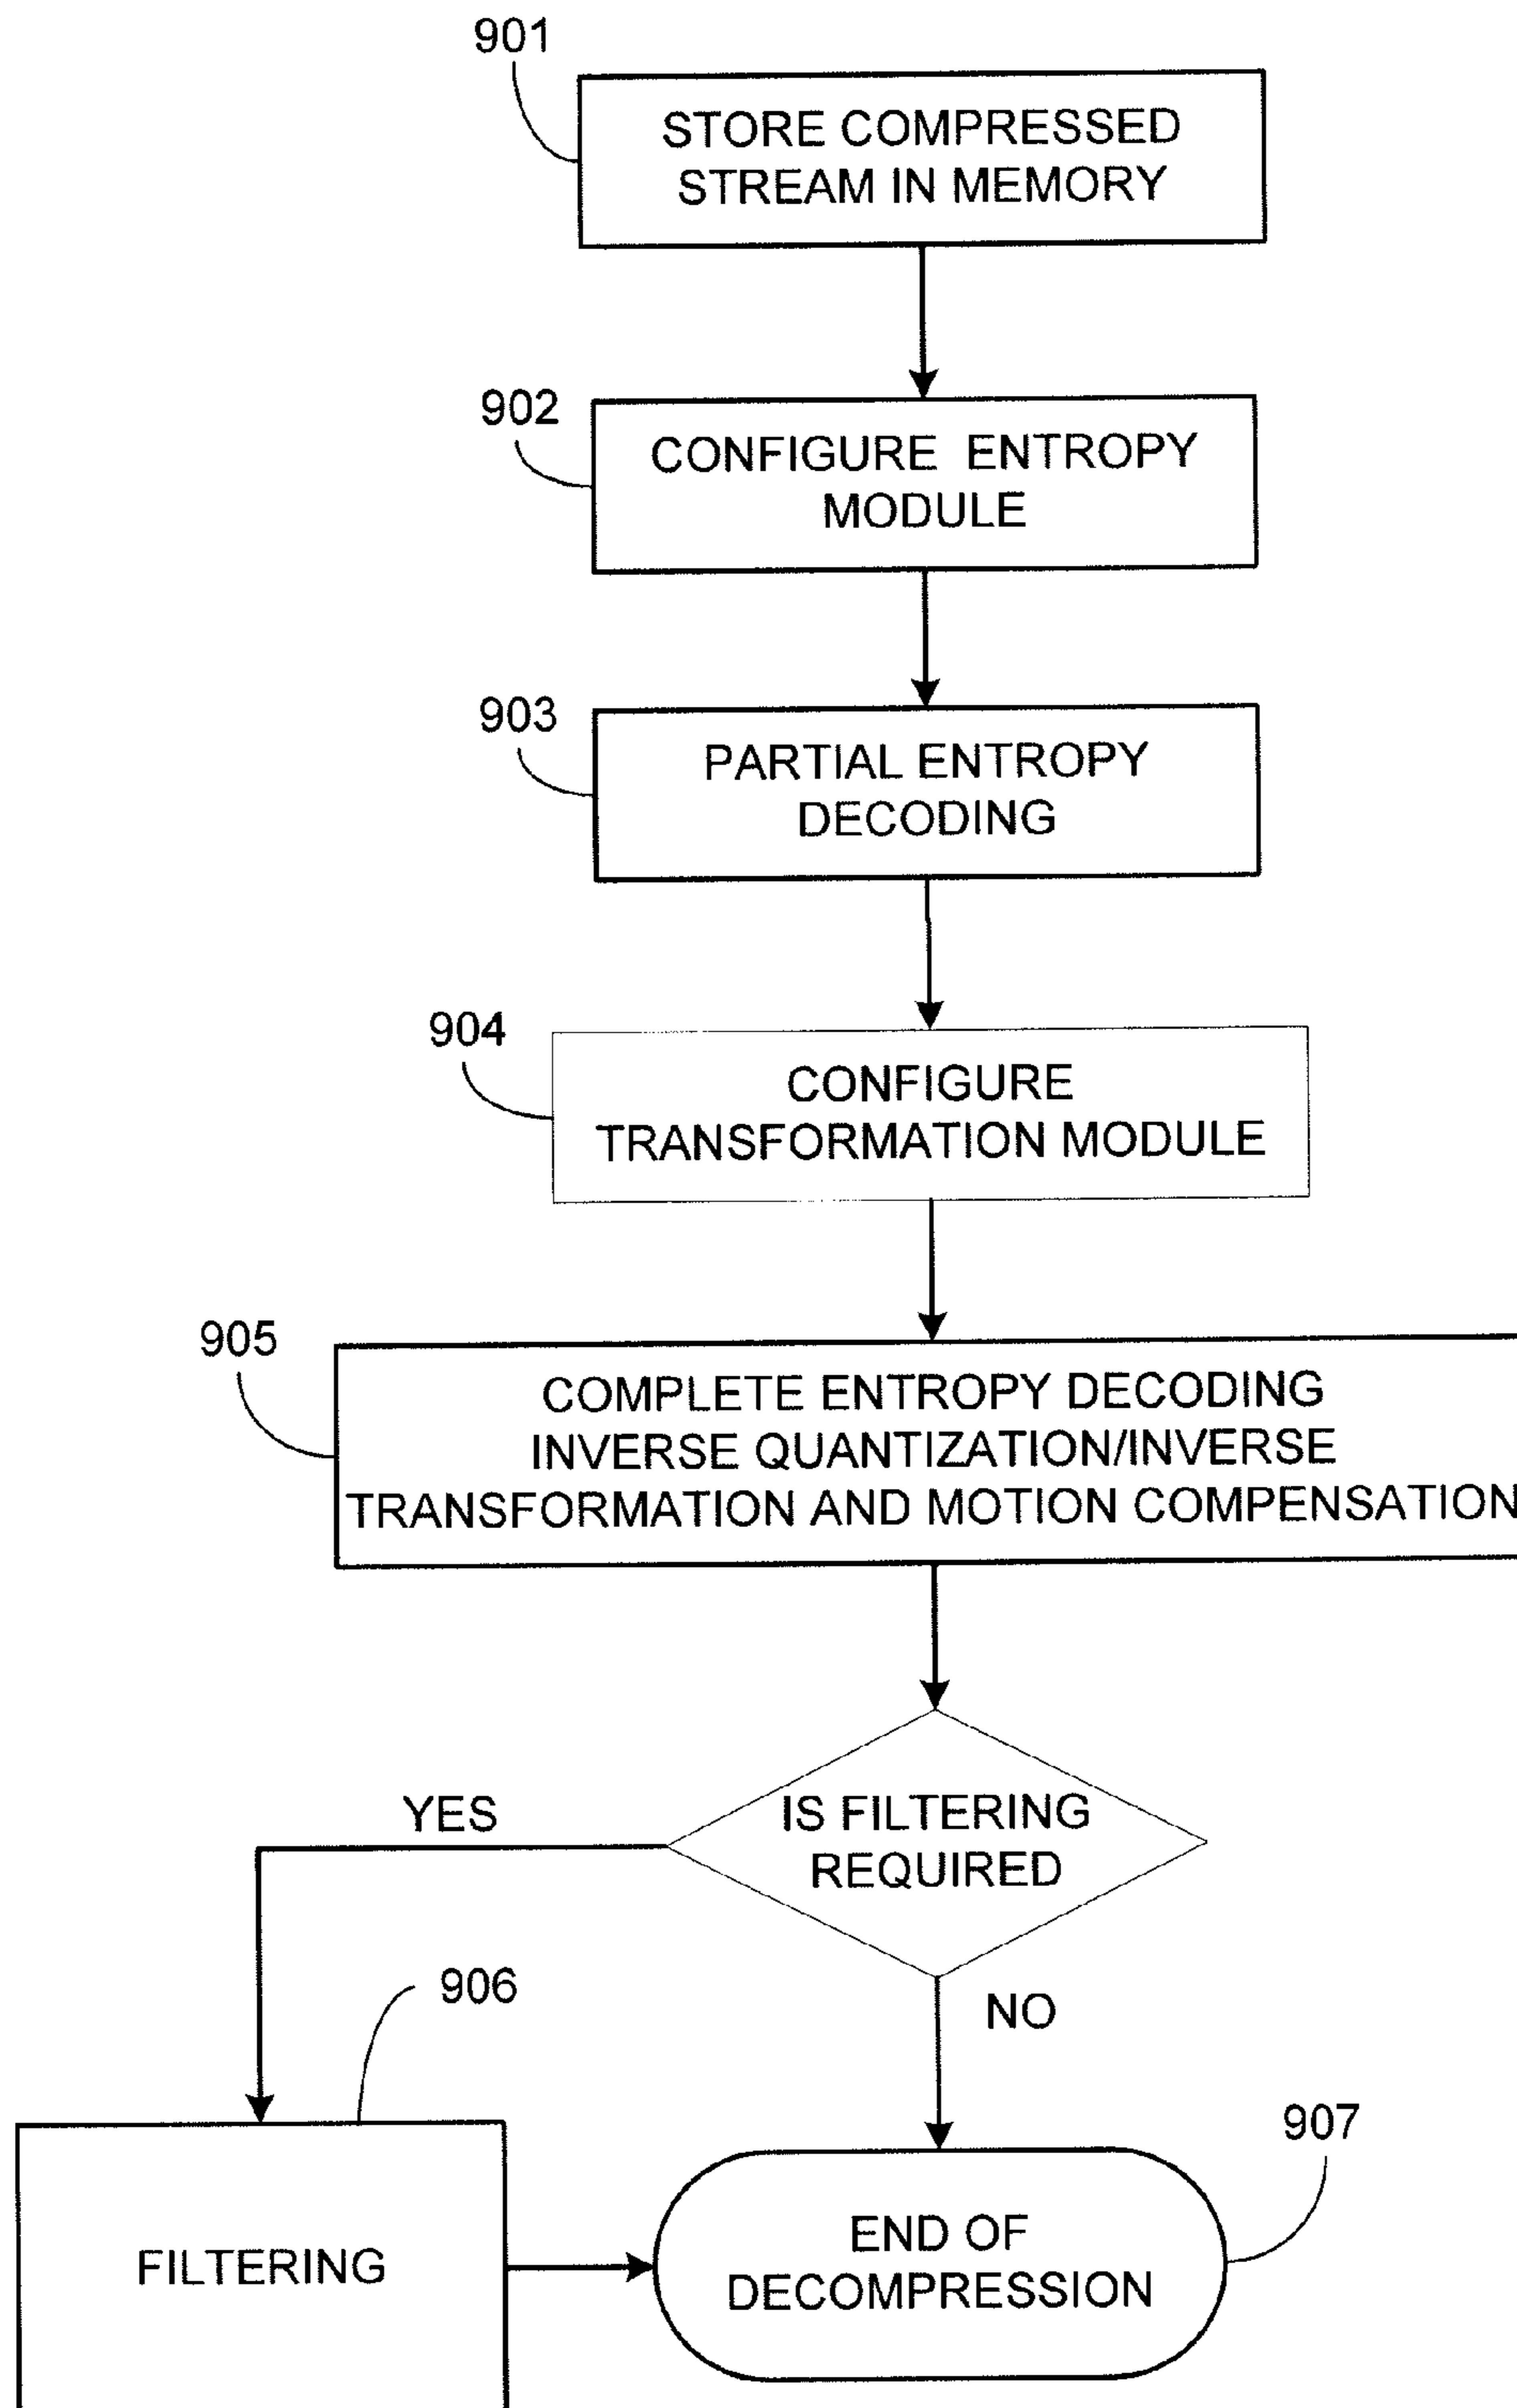 901
STORE COMPRESSED
STREAM IN MEMORY
902
CONFIGURE ENTROPY
MODULE
903
PARTIAL ENTROPY
DECODING
904
CONFIGURE
TRANSFORMATION MODULE
905
COMPLETE ENTROPY DECODING
INVERSE QUANTIZATION/INVERSE
TRANSFORMATION AND MOTION COMPENSATION
YES
IS FILTERING
REQUIRED
906
NO
907
FILTERING
END OF
DECOMPRESSION